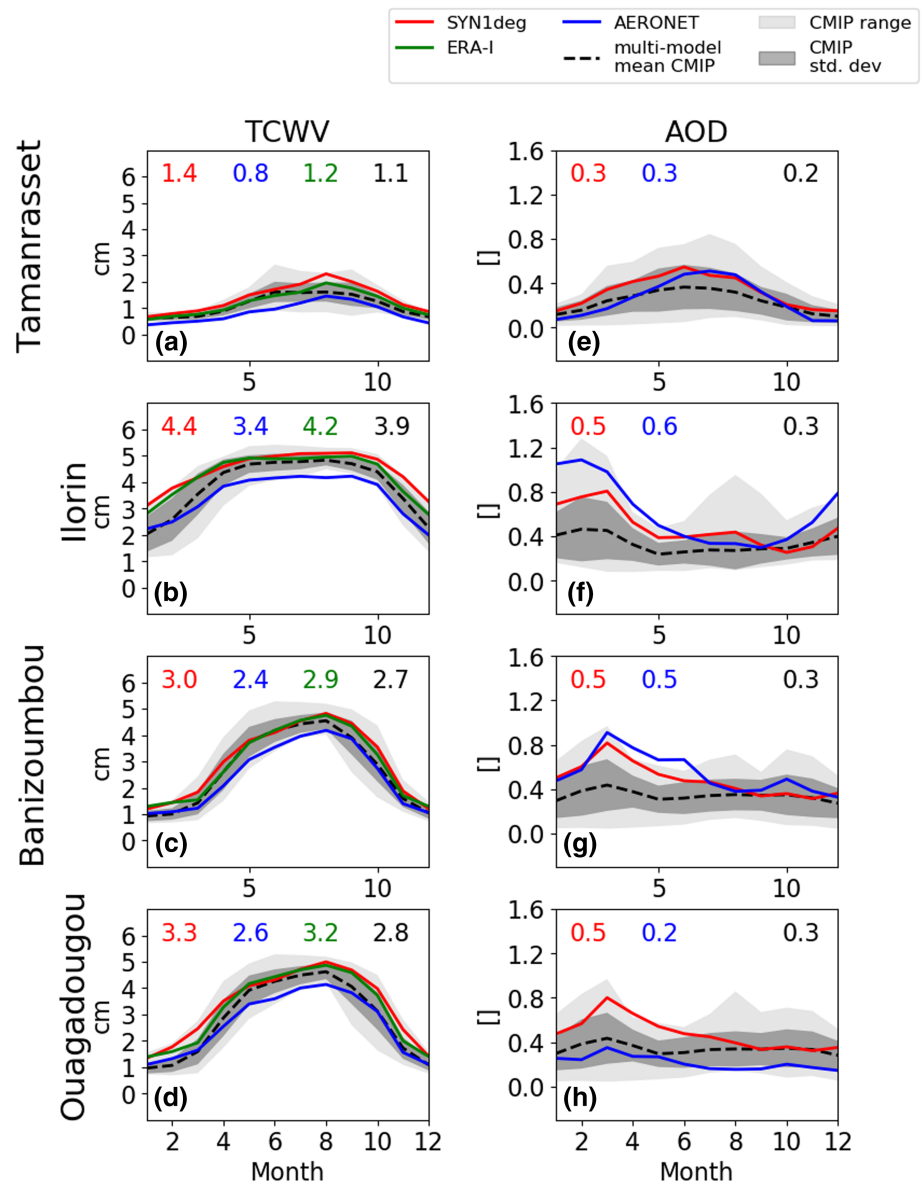 SYN1deg AERONET CMIP range
ERA-I multi-model mean CMIP CMIP std. dev
TCWV AOD
Tamanrasset
cm
6
5
4
3
2
1
0
1.4 0.8 1.2 1.1
(a)
5 10
[]
1.6
1.2
0.8
0.4
0.0
0.3 0.3 0.2
(e)
5 10
Ilorin
cm
6
5
4
3
2
1
0
4.4 3.4 4.2 3.9
(b)
5 10
[]
1.6
1.2
0.8
0.4
0.0
0.5 0.6 0.3
(f)
5 10
Banizoumbou
cm
6
5
4
3
2
1
0
3.0 2.4 2.9 2.7
(c)
5 10
[]
1.6
1.2
0.8
0.4
0.0
0.5 0.5 0.3
(g)
5 10
Ouagadougou
cm
6
5
4
3
2
1
0
3.3 2.6 3.2 2.8
(d)
2 4 6 8 10 12
Month
[]
1.6
1.2
0.8
0.4
0.0
0.5 0.2 0.3
(h)
2 4 6 8 10 12
Month